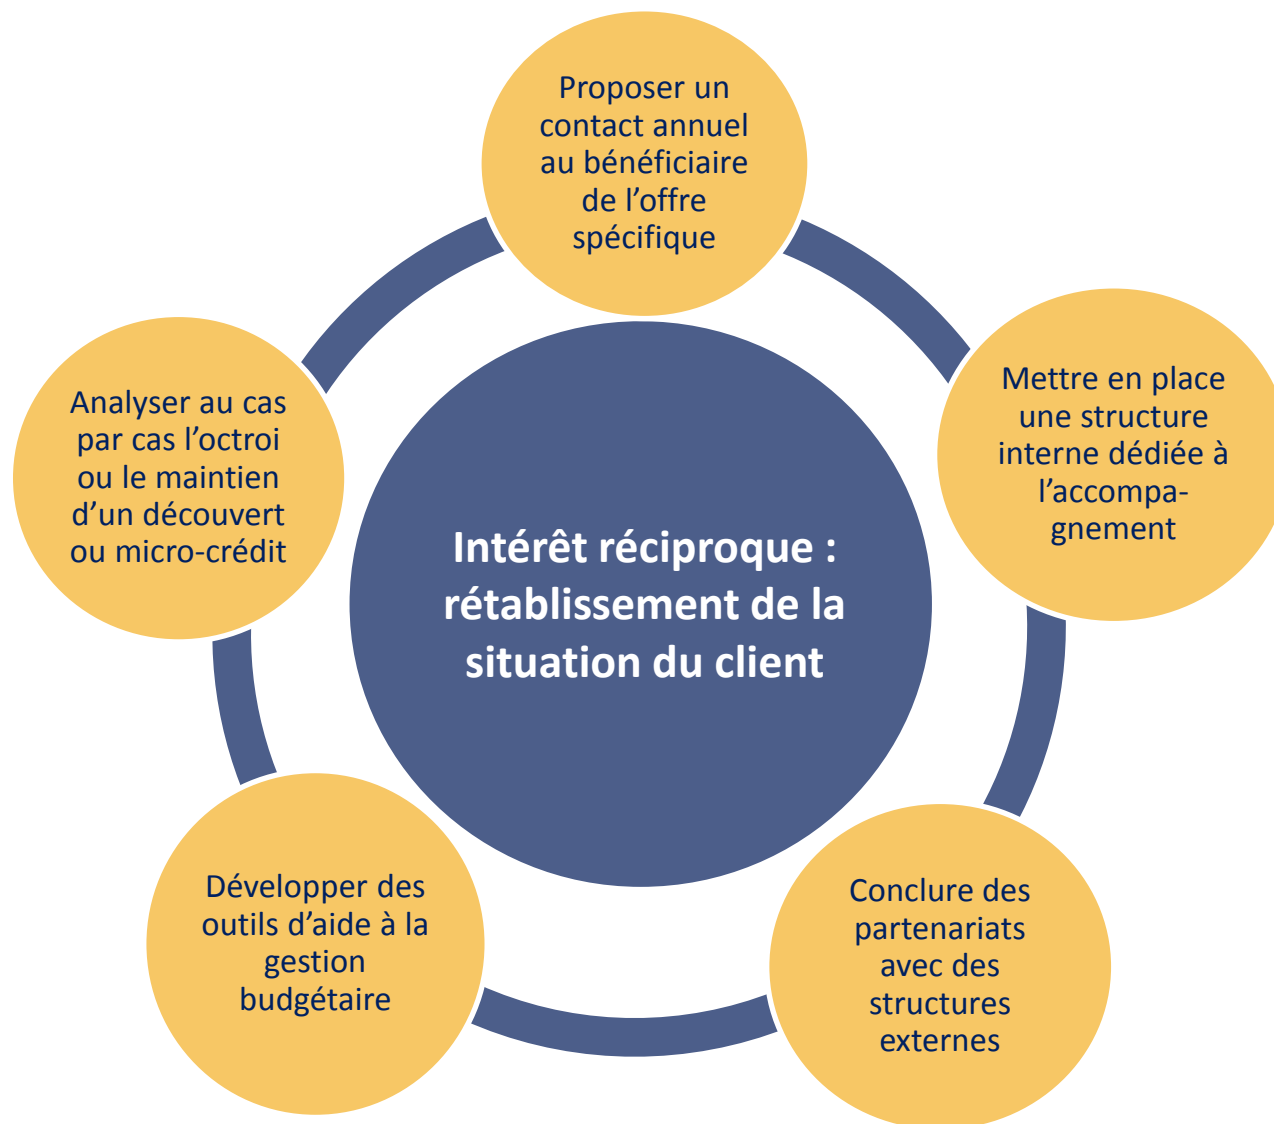 Proposer un
contact annuel
au bénéficiaire
de l’offre
spécifique
Mettre en place
une structure
interne dédiée à
l’accompa-
gnement
Conclure des
partenariats
avec des
structures
externes
Développer des
outils d’aide à la
gestion
budgétaire
Analyser au cas
par cas l’octroi
ou le maintien
d’un découvert
ou micro-crédit
Intérêt réciproque :
rétablissement de la
situation du client